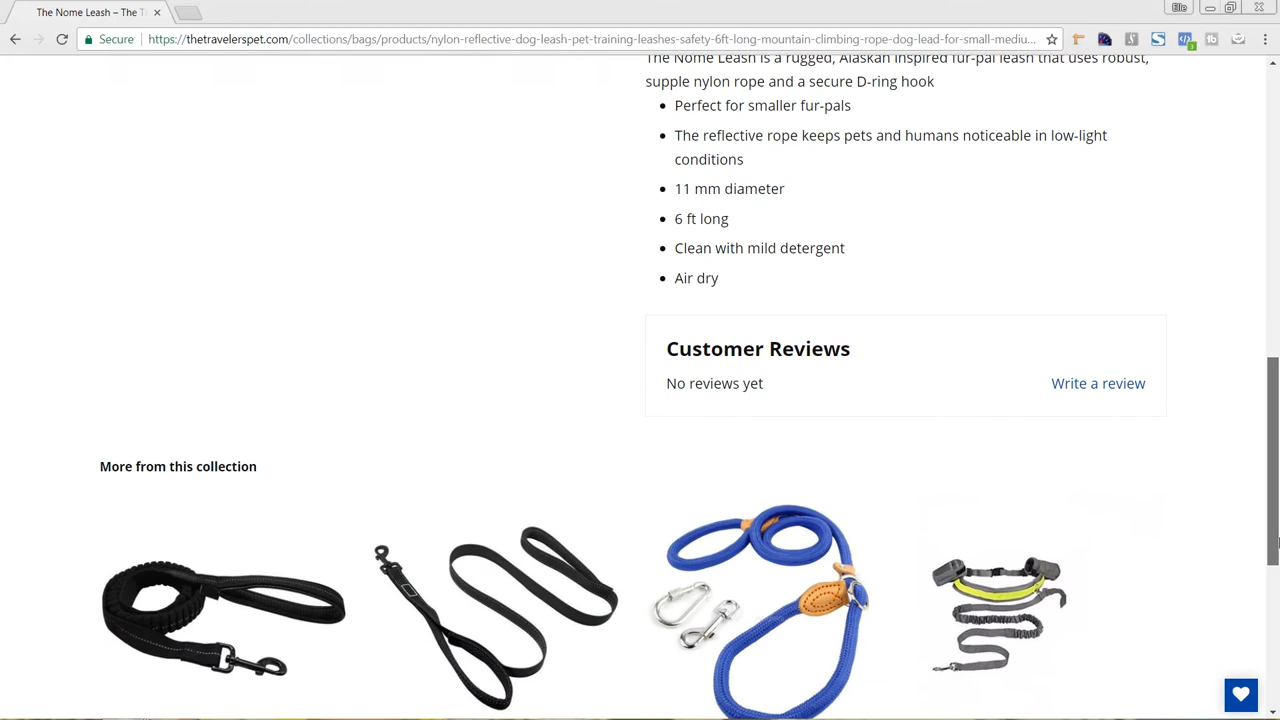 The Nome Leash – The T
Secure
https://thetravelerspet.com/collections/bags/products/nylon-reflective-dog-leash-pet-training-leashes-safety-6ft-long-mountain-climbing-rope-dog-lead-for-small-mediu...
The Nome Leash is a rugged, Alaskan inspired fur-pal leash that uses robust,
supple nylon rope and a secure D-ring hook
• Perfect for smaller fur-pals
• The reflective rope keeps pets and humans noticeable in low-light
conditions
• 11 mm diameter
• 6 ft long
• Clean with mild detergent
• Air dry
Customer Reviews
No reviews yet
Write a review
More from this collection